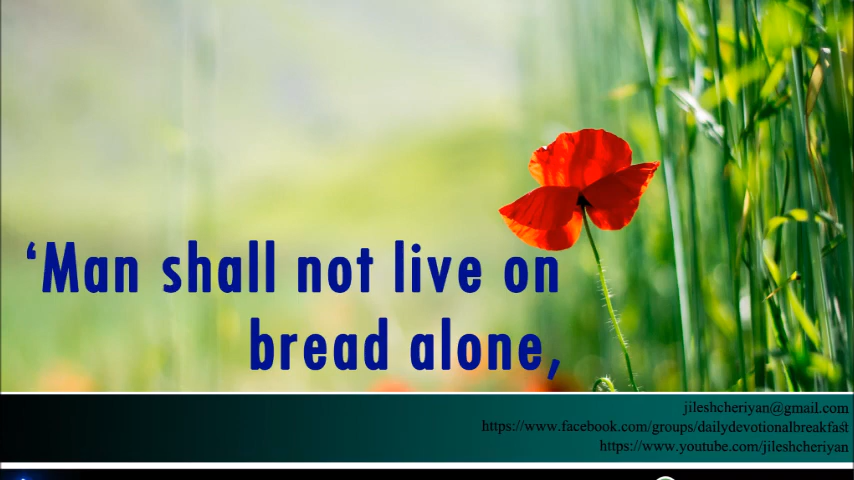 ‘Man shall not live on
bread alone,
jileshcheriyan@gmail.com
https://www.facebook.com/groups/dailydevotionalbreakfast
https://www.youtube.com/jileshcheriyan